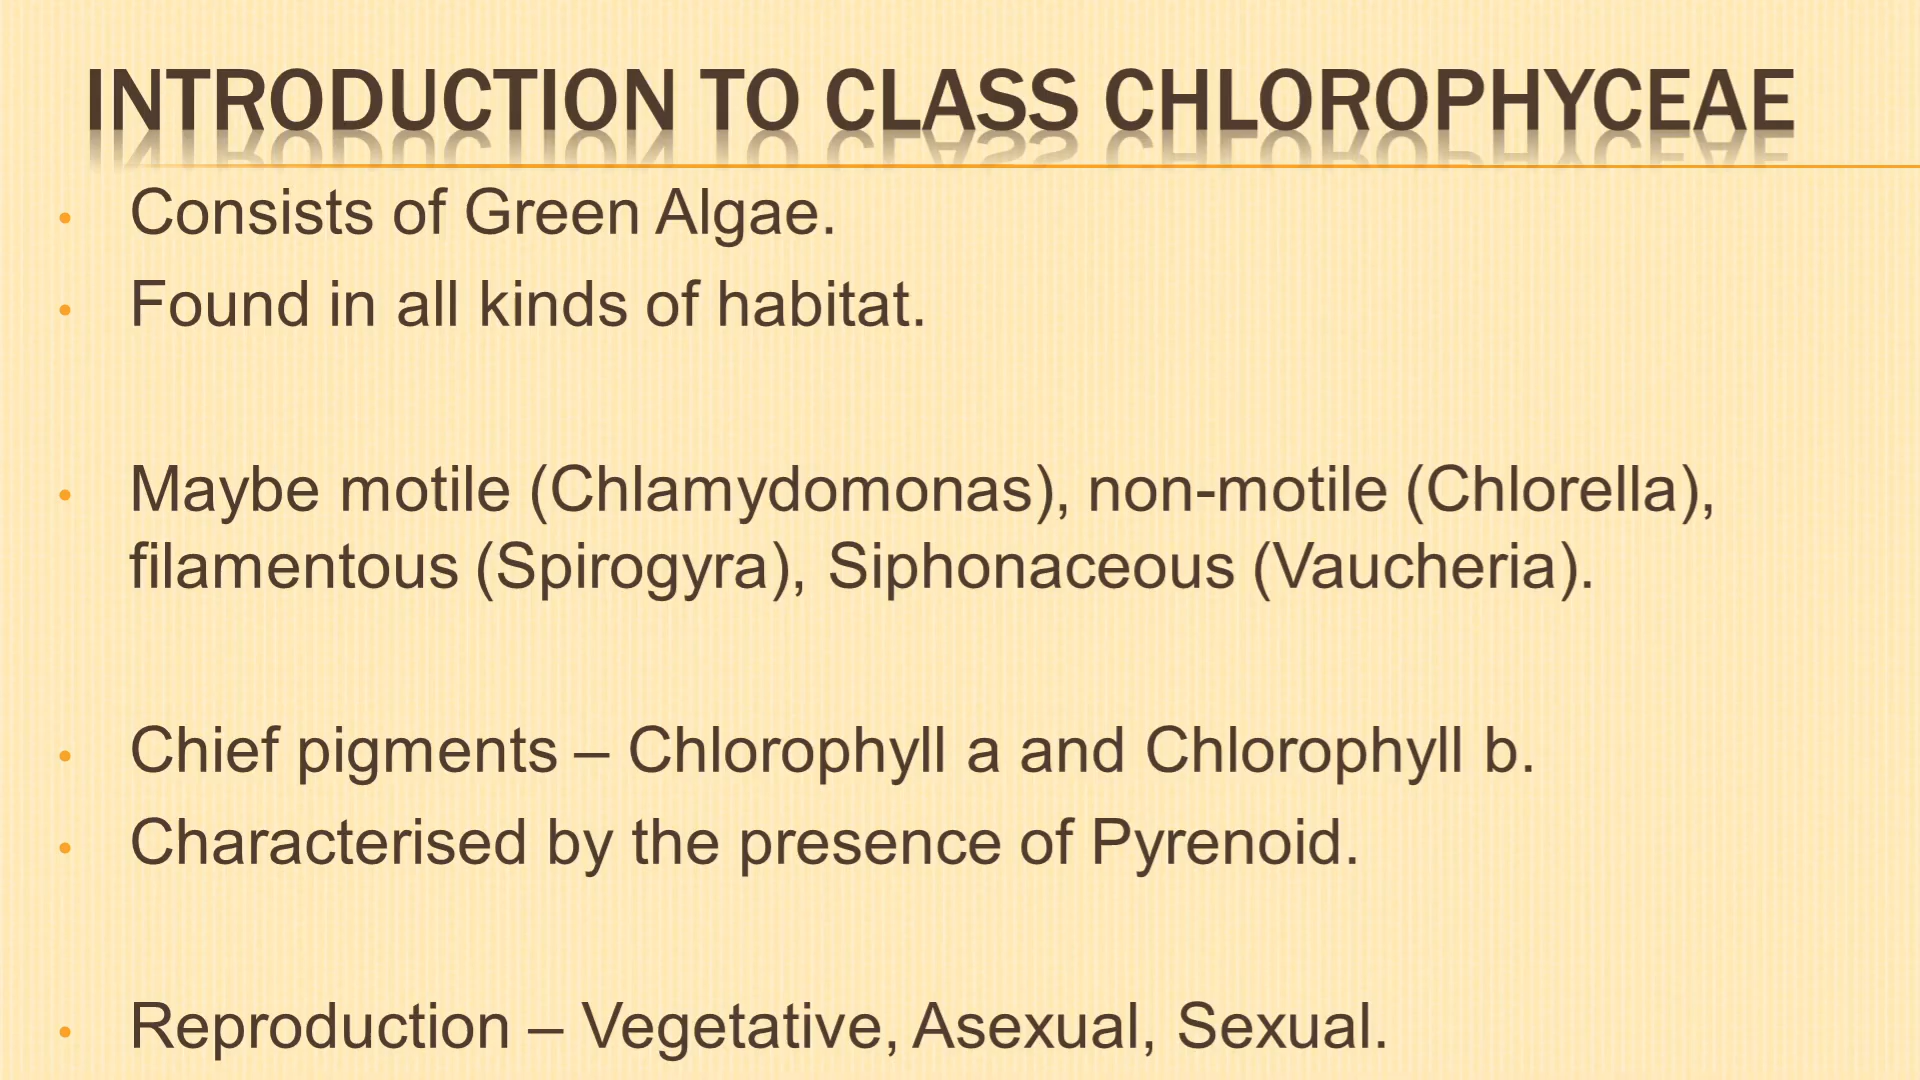 INTRODUCTION TO CLASS CHLOROPHYCEAE
• Consists of Green Algae.
• Found in all kinds of habitat.
• Maybe motile (Chlamydomonas), non-motile (Chlorella),
filamentous (Spirogyra), Siphonaceous (Vaucheria).
• Chief pigments – Chlorophyll a and Chlorophyll b.
• Characterised by the presence of Pyrenoid.
• Reproduction – Vegetative, Asexual, Sexual.